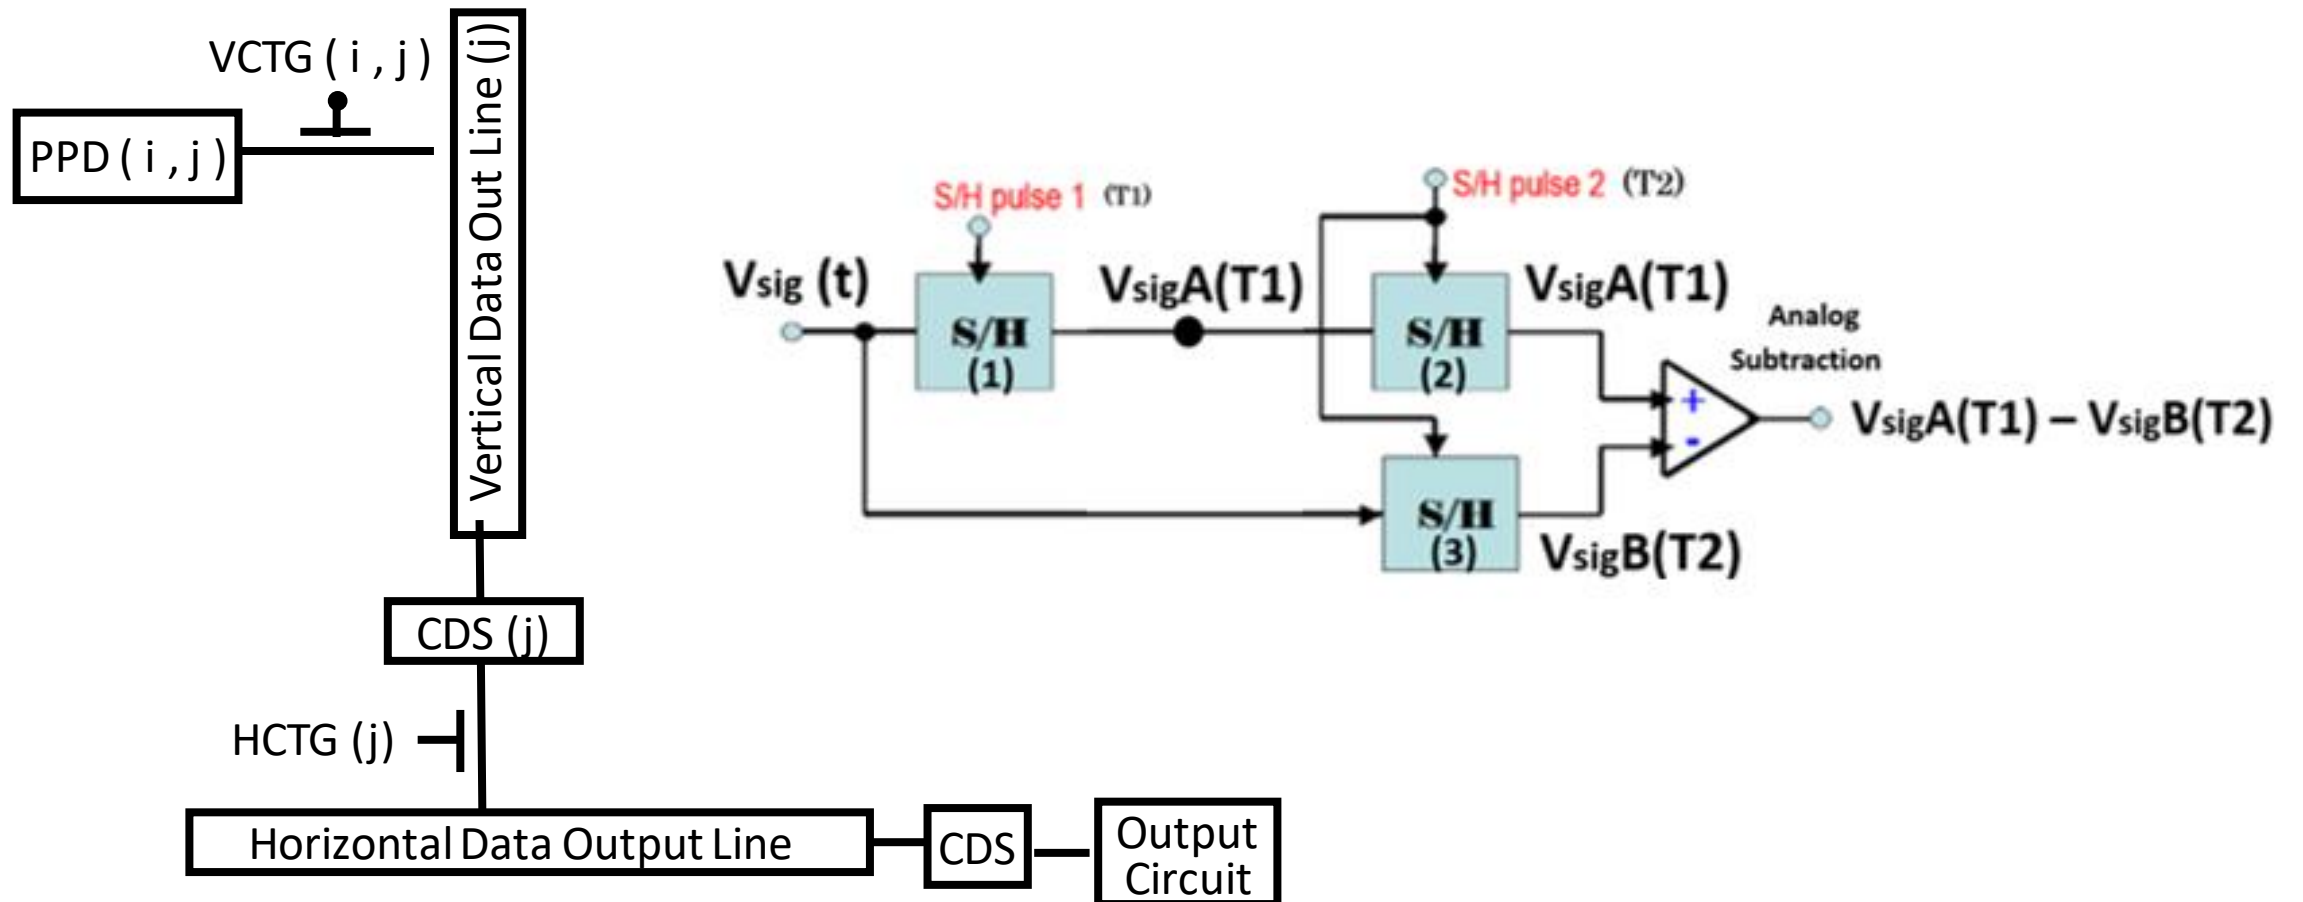 VCTG ( i , j )
PPD ( i , j )
Vertical Data Out Line (j)
CDS (j)
HCTG (j)
Horizontal Data Output Line
CDS
Output
Circuit
S/H pulse 1 (T1)
S/H pulse 2 (T2)
Vsig (t)
S/H
(1)
VsigA(T1)
S/H
(2)
VsigA(T1)
Analog
Subtraction
+
-
VsigA(T1) – VsigB(T2)
S/H
(3)
VsigB(T2)